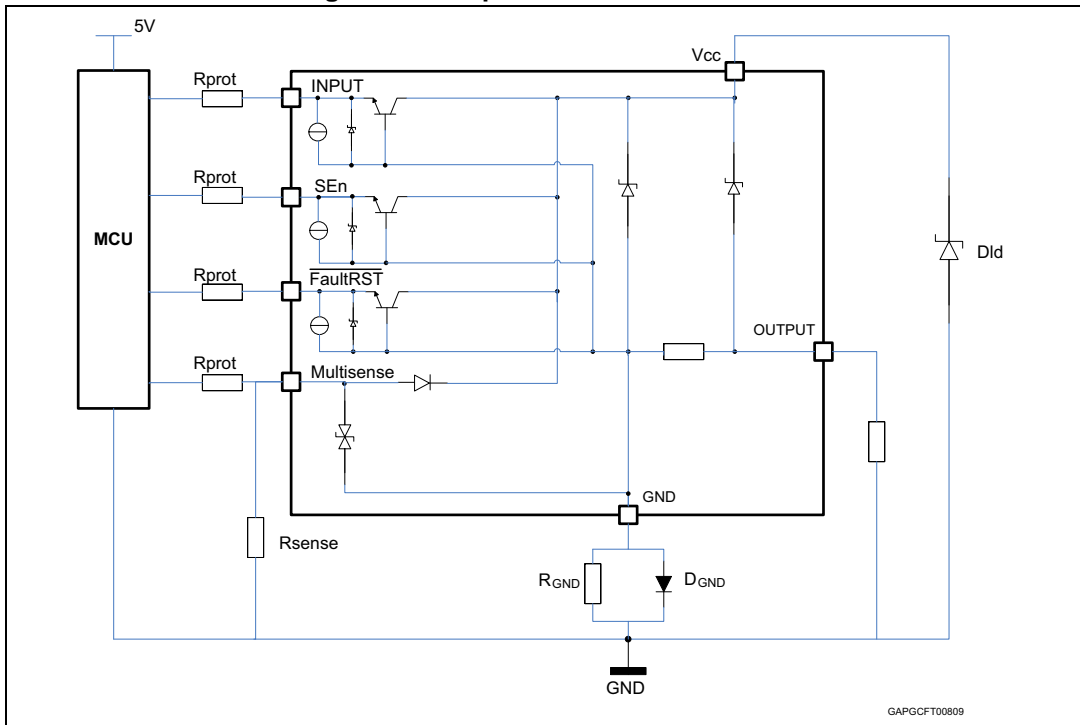 5V
Vcc
Rprot
INPUT
Rprot
SEn
MCU
Dld
Rprot
FaultRST
OUTPUT
Rprot
Multisense
GND
Rsense
RGND
DGND
GND
GAPGCFT00809